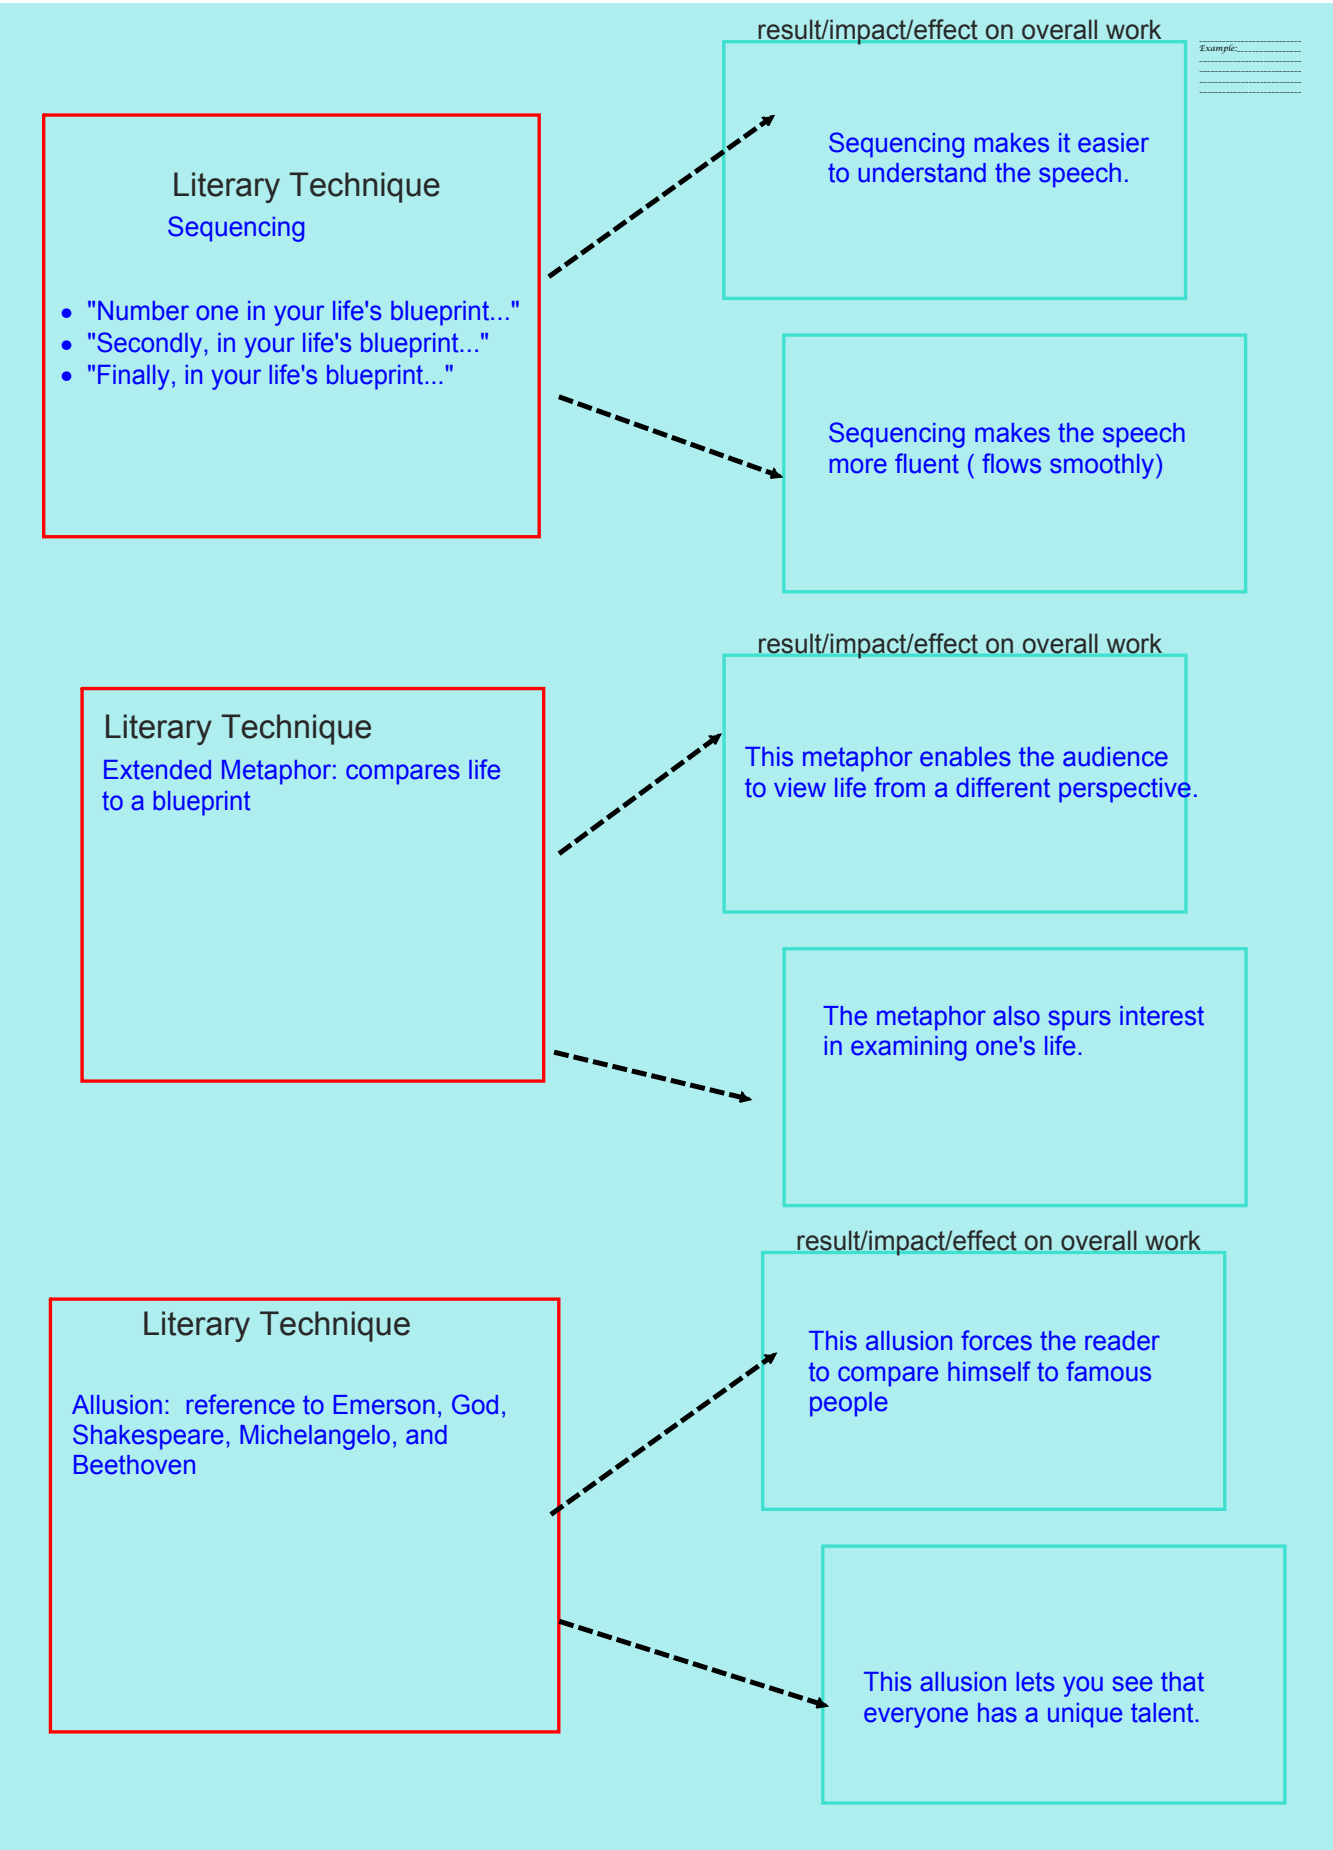 result/impact/effect on overall work
Example:
Sequencing makes it easier
to understand the speech.
Literary Technique
Sequencing
• "Number one in your life's blueprint..."
• "Secondly, in your life's blueprint..."
• "Finally, in your life's blueprint..."
Sequencing makes the speech
more fluent ( flows smoothly)
result/impact/effect on overall work
Literary Technique
Extended Metaphor: compares life
to a blueprint
This metaphor enables the audience
to view life from a different perspective.
The metaphor also spurs interest
in examining one's life.
result/impact/effect on overall work
Literary Technique
Allusion:  reference to Emerson, God,
Shakespeare, Michelangelo, and
Beethoven
This allusion forces the reader
to compare himself to famous
people
This allusion lets you see that
everyone has a unique talent.